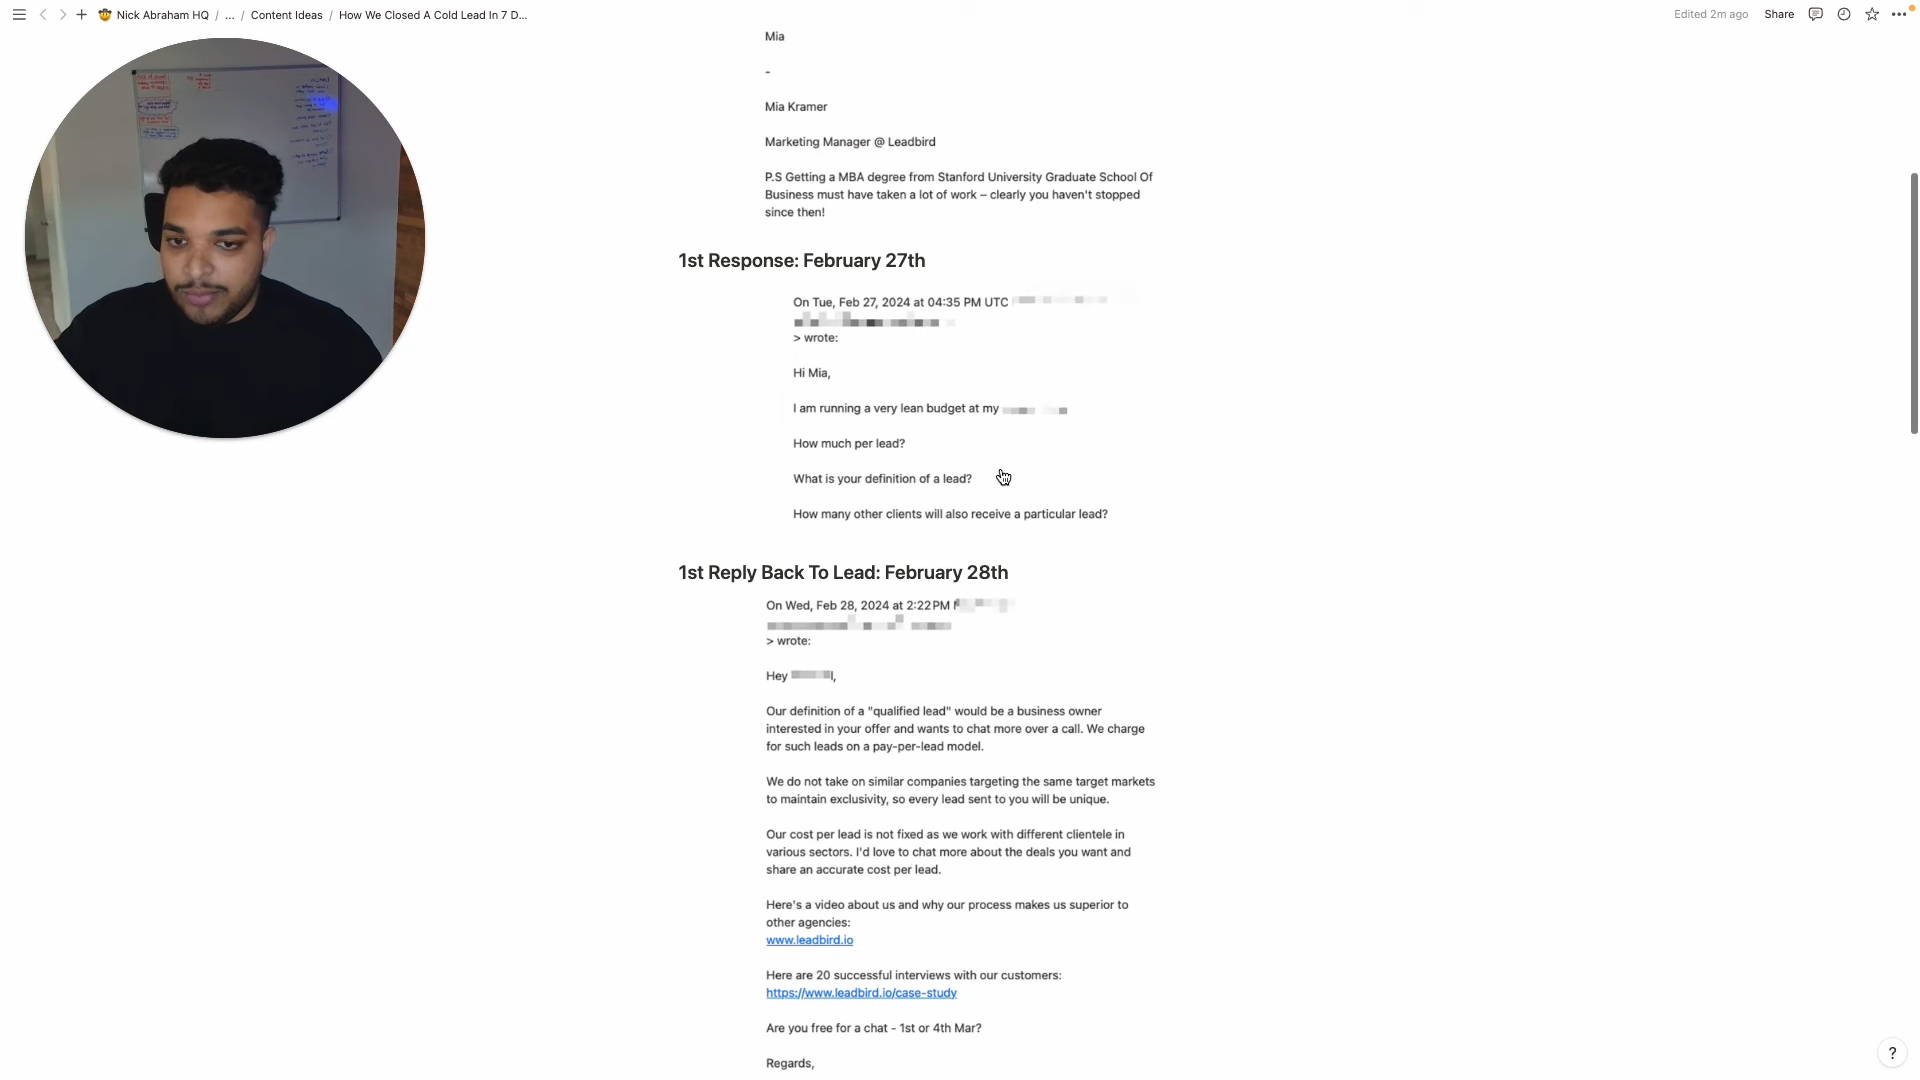 Nick Abraham HQ / ... / Content Ideas / How We Closed A Cold Lead In 7 D...
Edited 2m ago Share
Mia
-
Mia Kramer
Marketing Manager @ Leadbird
P.S Getting a MBA degree from Stanford University Graduate School Of
Business must have taken a lot of work – clearly you haven't stopped
since then!
1st Response: February 27th
On Tue, Feb 27, 2024 at 04:35 PM UTC
> wrote:
Hi Mia,
I am running a very lean budget at my
How much per lead?
What is your definition of a lead?
How many other clients will also receive a particular lead?
1st Reply Back To Lead: February 28th
On Wed, Feb 28, 2024 at 2:22 PM
> wrote:
Hey
Our definition of a "qualified lead" would be a business owner
interested in your offer and wants to chat more over a call. We charge
for such leads on a pay-per-lead model.
We do not take on similar companies targeting the same target markets
to maintain exclusivity, so every lead sent to you will be unique.
Our cost per lead is not fixed as we work with different clientele in
various sectors. I'd love to chat more about the deals you want and
share an accurate cost per lead.
Here's a video about us and why our process makes us superior to
other agencies:
www.leadbird.io
Here are 20 successful interviews with our customers:
https://www.leadbird.io/case-study
Are you free for a chat - 1st or 4th Mar?
Regards,
?